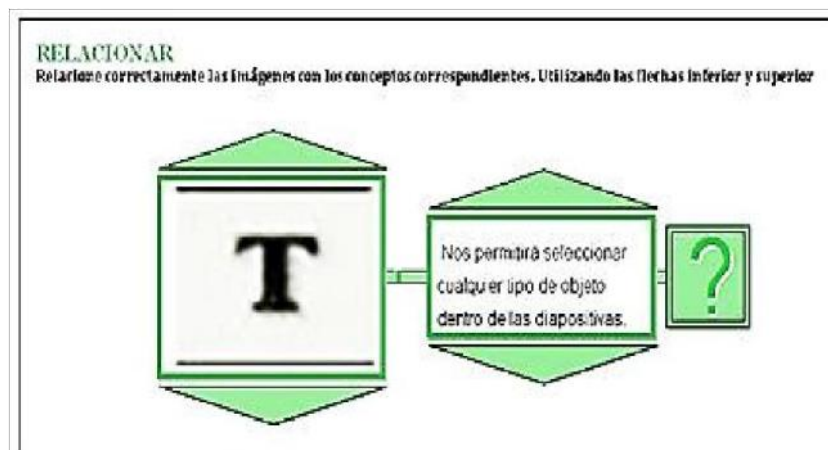 RELACIONAR
Relacione correctamente las imágenes con los conceptos correspondientes. Utilizando las flechas inferior y superior
T
Nos permitirá seleccionar
cualquier tipo de objeto
dentro de las diapositivas.
?